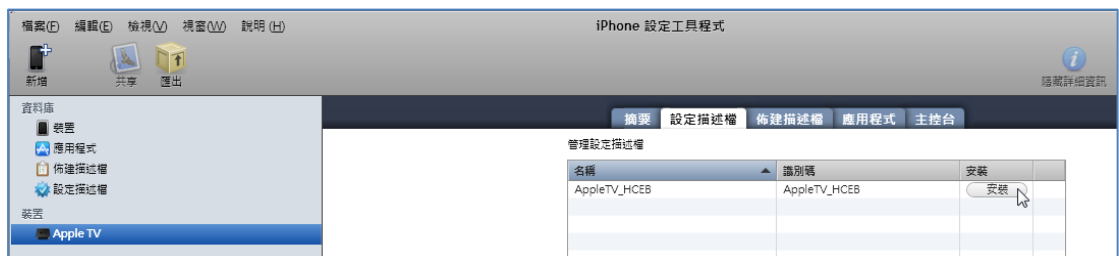 檔案(F) 編輯(E) 檢視(V) 視窗(W) 說明(H)
iPhone 設定工具程式
新增 共享 匯出
隱藏詳細資訊
資料庫
裝置
應用程式
佈建描述檔
設定描述檔
裝置
Apple TV
摘要 設定描述檔 佈建描述檔 應用程式 主控台
管理設定描述檔
名稱 識別碼 安裝
AppleTV_HCEB AppleTV_HCEB 安裝